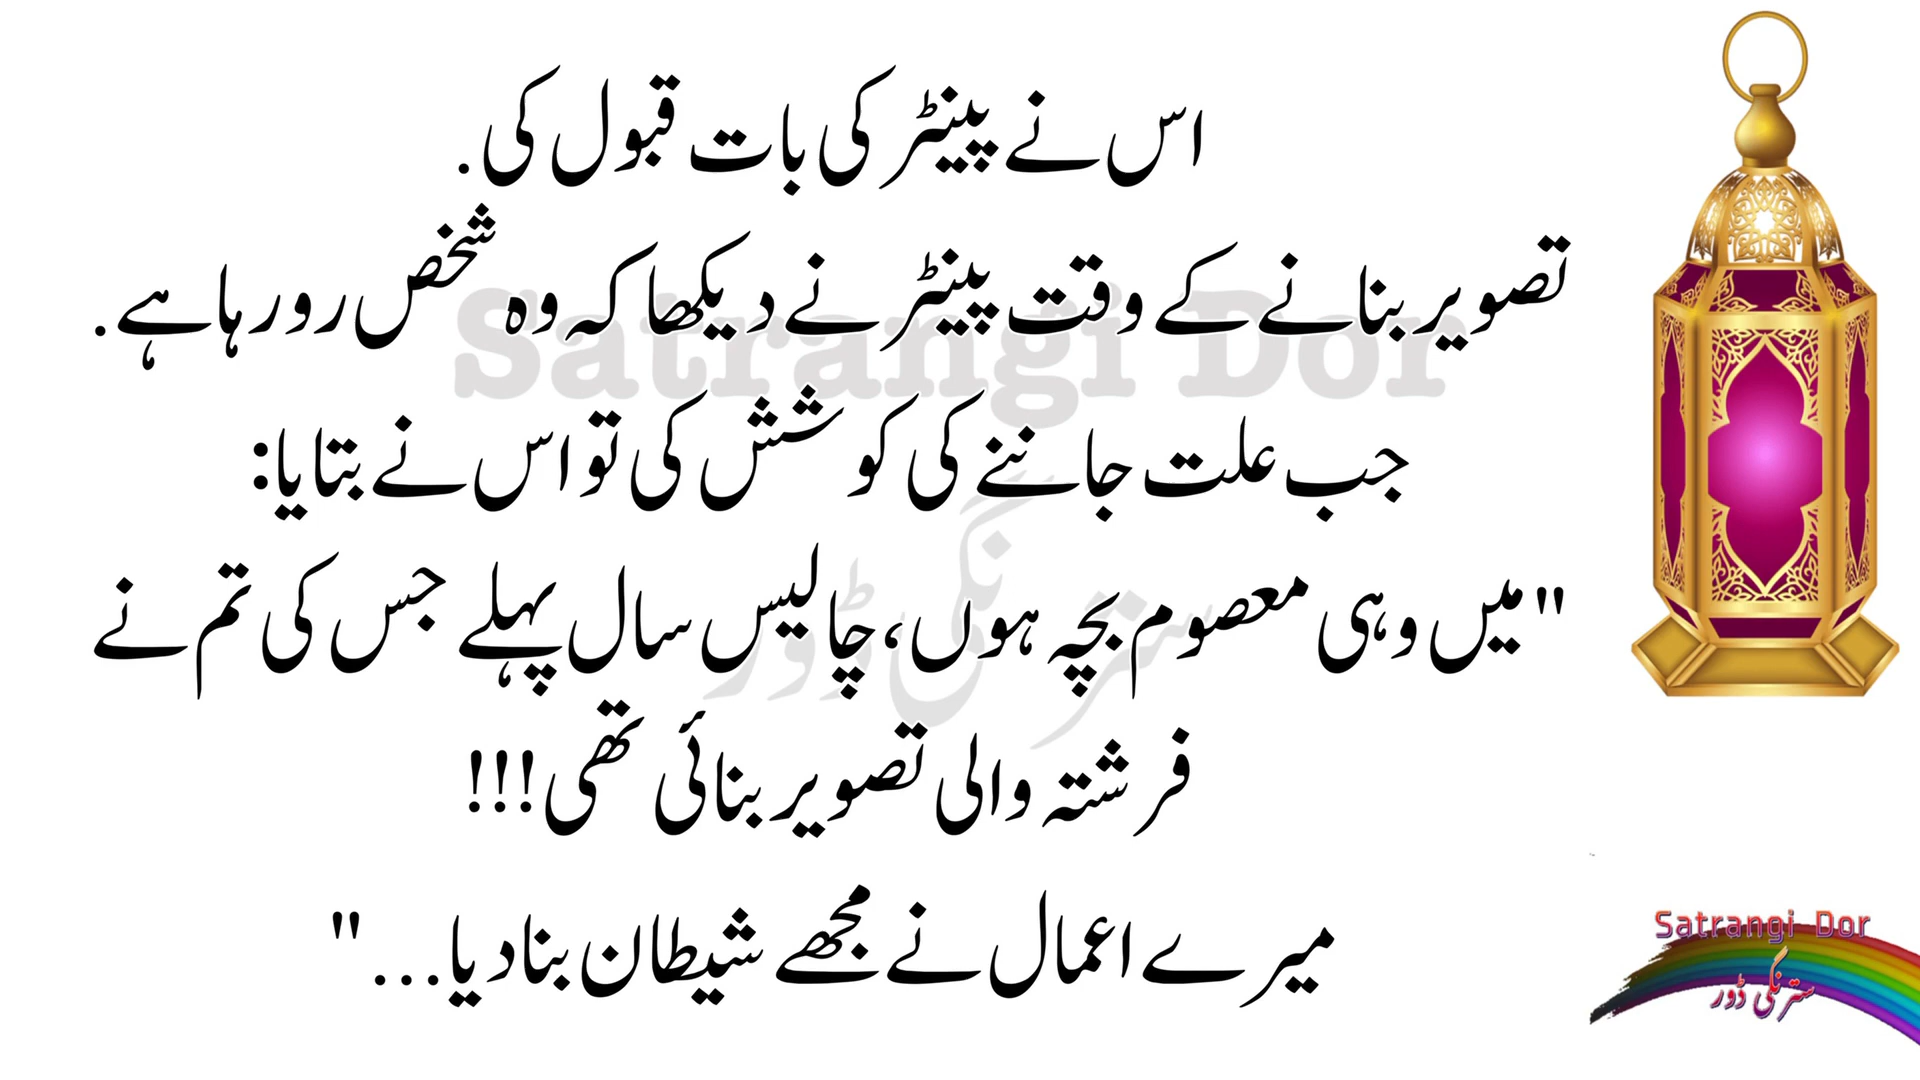 اس نے پینٹر کی بات قبول کی.
تصویر بنانے کے وقت پینٹر نے دیکھا کہ وہ شخص رو رہا ہے.
جب علت جاننے کی کوشش کی تو اس نے بتایا:
"میں وہی معصوم بچہ ہوں، چالیس سال پہلے جس کی تم نے
فرشتہ والی تصویر بنائی تھی!!!
میرے اعمال نے مجھے شیطان بنا دیا..."
Satrangi Dor
سترنگی ڈور
Satrangi Dor
سترنگی ڈور